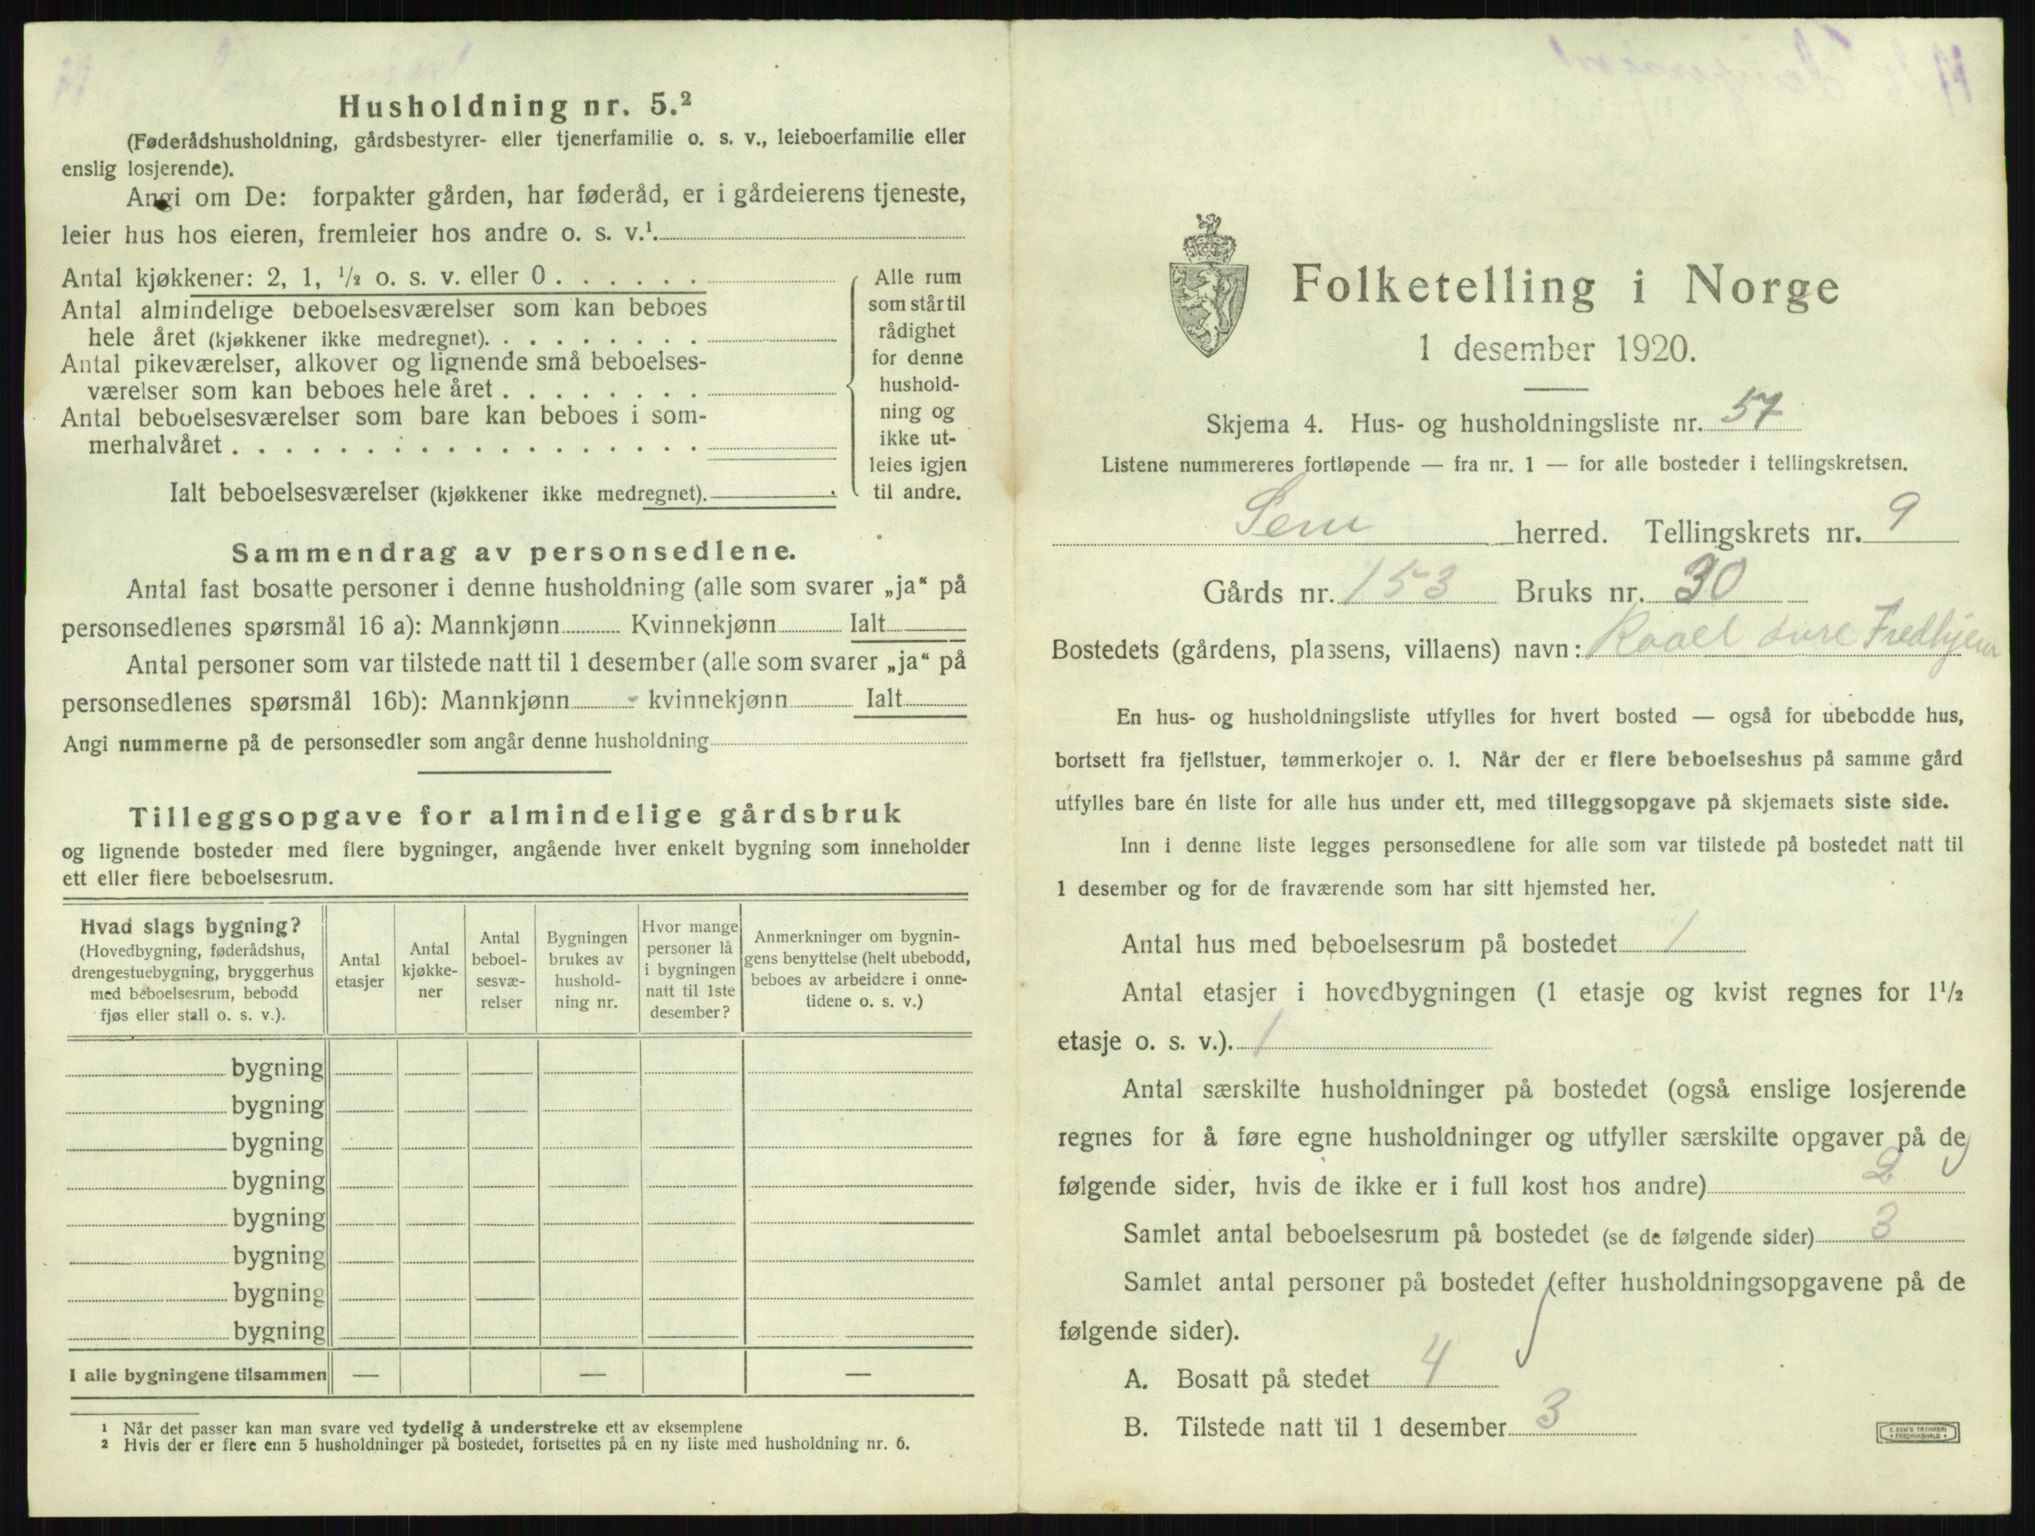 Husholdning nr. 5.²
(Føderådshusholdning, gårdsbestyrer- eller tjenerfamilie o. s. v., leieboerfamilie eller
enslig losjerende).
Angi om De: forpakter gården, har føderåd, er i gårdeierens tjeneste,
leier hus hos eieren, fremleier hos andre o. s. v.¹.
Antal kjøkkener: 2, 1, ½ o. s. v. eller 0 . . . . . .
Antal almindelige beboelsesværelser som kan beboes
hele året (kjøkkener ikke medregnet). . . . . . . . .
Antal pikeværelser, alkover og lignende små beboelses-
værelser som kan beboes hele året . . . . . . . .
Antal beboelsesværelser som bare kan beboes i som-
merhalvåret . . . . . . . . . . . . . . . . . .
Ialt beboelsesværelser (kjøkkener ikke medregnet).
Alle rum
som står til
rådighet
for denne
hushold-
ning og
ikke ut-
leies igjen
til andre.
Sammendrag av personsedlene.
Antal fast bosatte personer i denne husholdning (alle som svarer „ja“ på
personsedlenes spørsmål 16 a): Mannkjønn Kvinnekjønn Ialt
Antal personer som var tilstede natt til 1 desember (alle som svarer „ja“ på
personsedlenes spørsmål 16b): Mannkjønn kvinnekjønn Ialt
Angi nummerne på de personsedler som angår denne husholdning
Tilleggsopgave for almindelige gårdsbruk
og lignende bosteder med flere bygninger, angående hver enkelt bygning som inneholder
ett eller flere beboelsesrum.
Hvad slags bygning?
(Hovedbygning, føderådshus,
drengestuebygning, bryggerhus
med beboelsesrum, bebodd
fjøs eller stall o. s. v.).
Antal
etasjer
Antal
kjøkke-
ner
Antal
beboel-
sesvæ-
relser
Bygningen
brukes av
hushold-
ning nr.
Hvor mange
personer lå
i bygningen
natt til 1ste
desember?
Anmerkninger om bygnin-
gens benyttelse (helt ubebodd,
beboes av arbeidere i onne-
tidene o. s. v.)
bygning
bygning
bygning
bygning
bygning
bygning
bygning
bygning
I alle bygningene tilsammen — — —
¹ Når det passer kan man svare ved tydelig å understreke ett av eksemplene
² Hvis der er flere enn 5 husholdninger på bostedet, fortsettes på en ny liste med husholdning nr. 6.
Folketelling i Norge
1 desember 1920.
Skjema 4. Hus- og husholdningsliste nr. 57
Listene nummereres fortløpende — fra nr. 1 — for alle bosteder i tellingskretsen.
Sem herred. Tellingskrets nr. 9
Gårds nr. 153 Bruks nr. 30
Bostedets (gårdens, plassens, villaens) navn: Fredhjem
En hus- og husholdningsliste utfylles for hvert bosted — også for ubebodde hus,
bortsett fra fjellstuer, tømmerkojer o. l. Når der er flere beboelseshus på samme gård
utfylles bare én liste for alle hus under ett, med tilleggsopgave på skjemaets siste side.
Inn i denne liste legges personsedlene for alle som var tilstede på bostedet natt til
1 desember og for de fraværende som har sitt hjemsted her.
Antal hus med beboelsesrum på bostedet 1
Antal etasjer i hovedbygningen (1 etasje og kvist regnes for 1½
etasje o. s. v.). 1
Antal særskilte husholdninger på bostedet (også enslige losjerende
regnes for å føre egne husholdninger og utfyller særskilte opgaver på de
følgende sider, hvis de ikke er i full kost hos andre) 2
Samlet antal beboelsesrum på bostedet (se de følgende sider) 3
Samlet antal personer på bostedet (efter husholdningsopgavene på de
følgende sider).
A. Bosatt på stedet 4
B. Tilstede natt til 1 desember 3
E. SEM'S TRYKKERI
FREDRIKSHALD